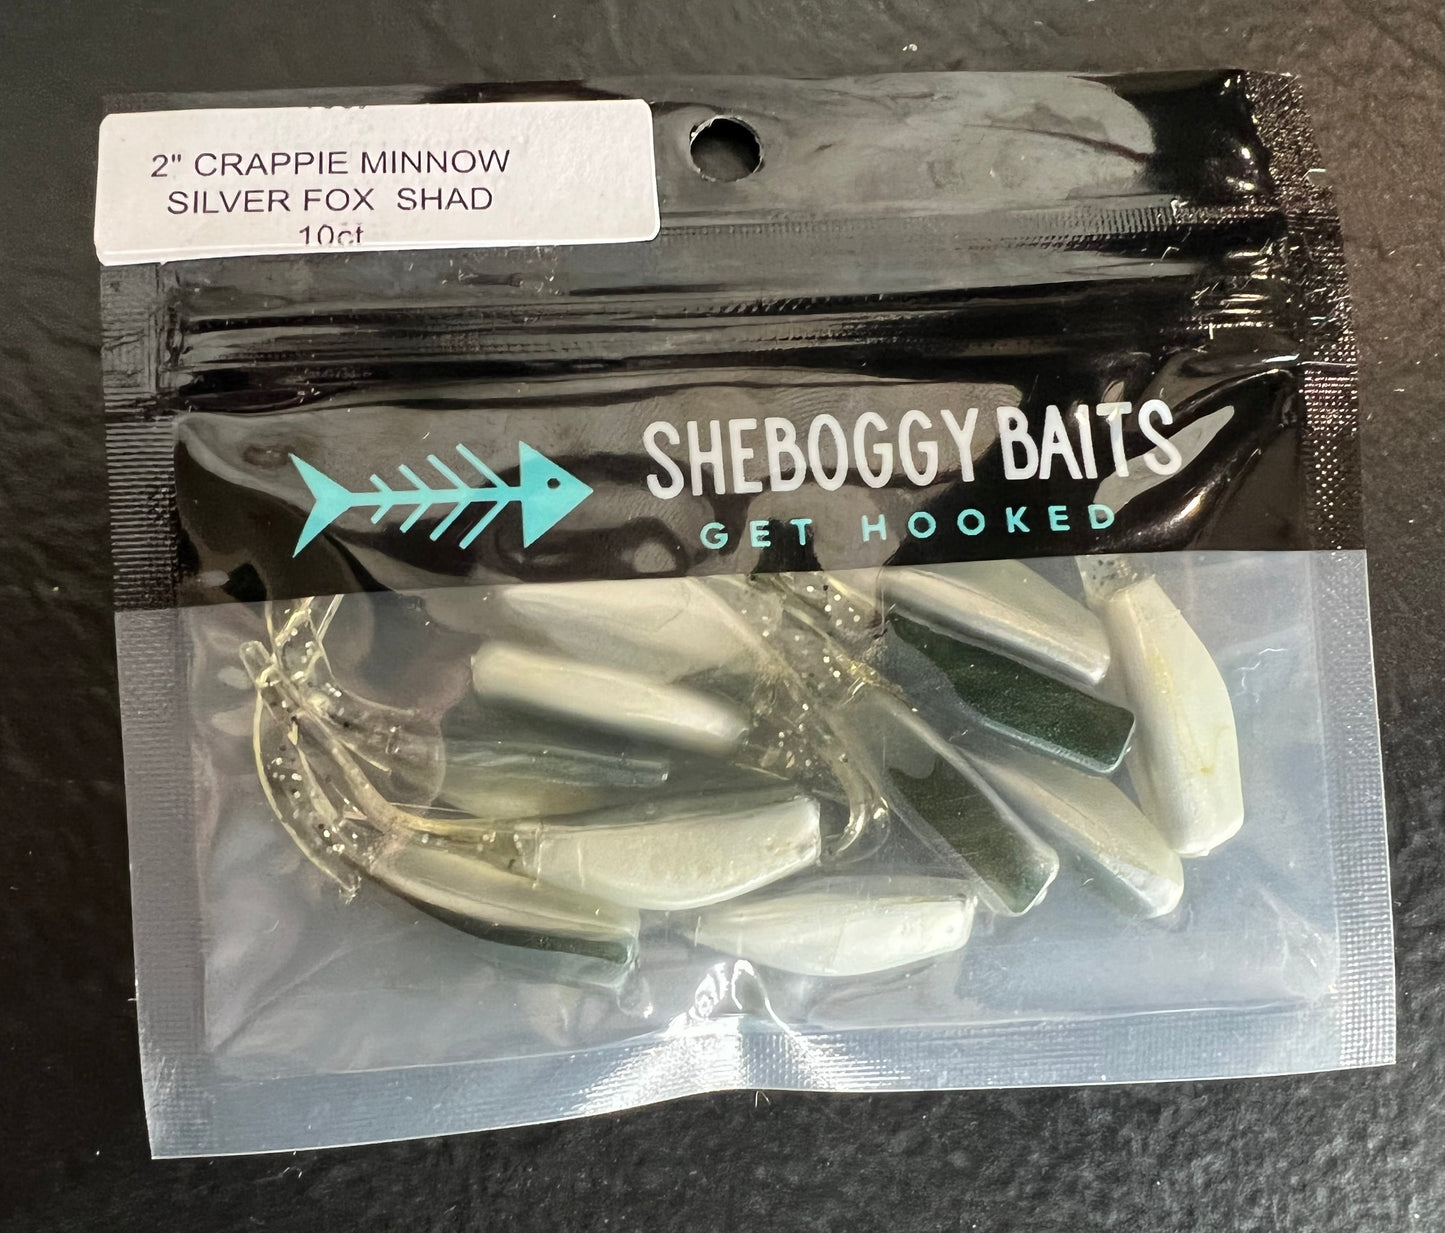 2" CRAPPIE MINNOW
SILVER FOX SHAD
10ct
SHEBOGGY BAITS
GET HOOKED